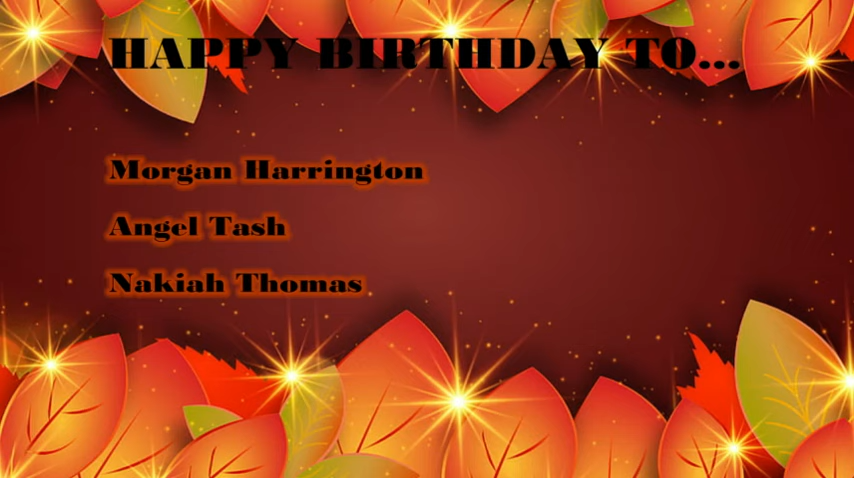 HAPPY BIRTHDAY TO...
Morgan Harrington
Angel Tash
Nakiah Thomas